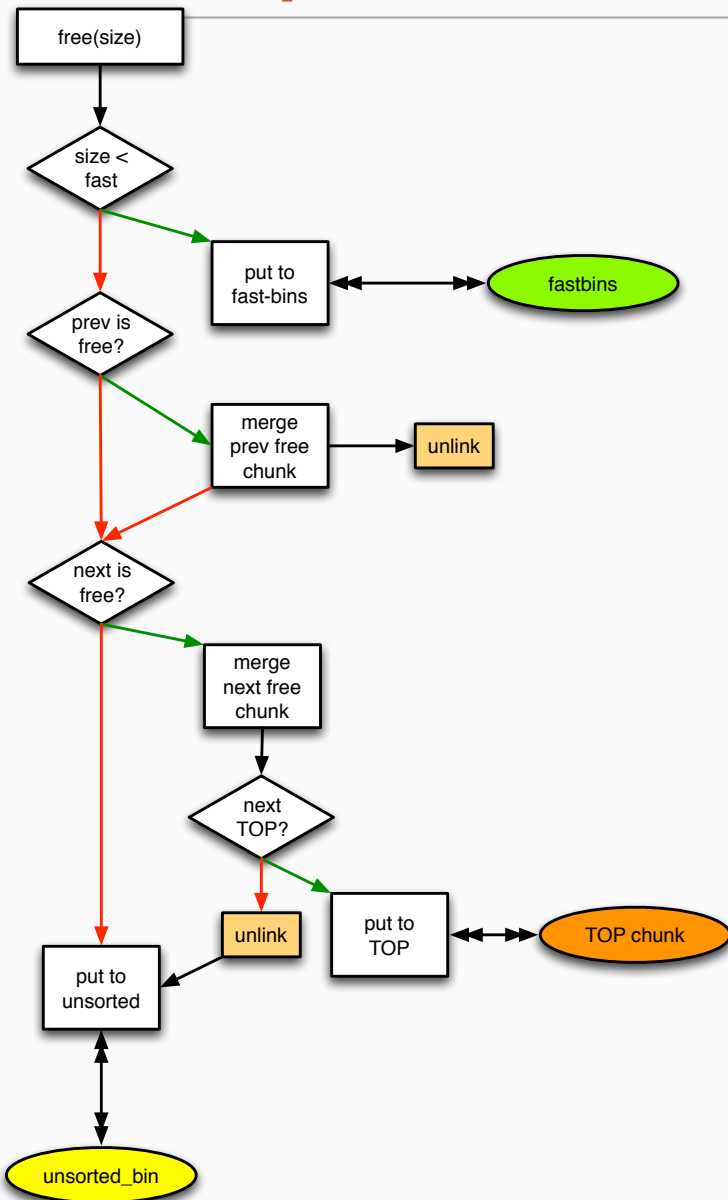 free(size)
size <
fast
put to
fast-bins
fastbins
prev is
free?
merge
prev free
chunk
unlink
next is
free?
merge
next free
chunk
next
TOP?
unlink
put to
TOP
TOP chunk
put to
unsorted
unsorted_bin